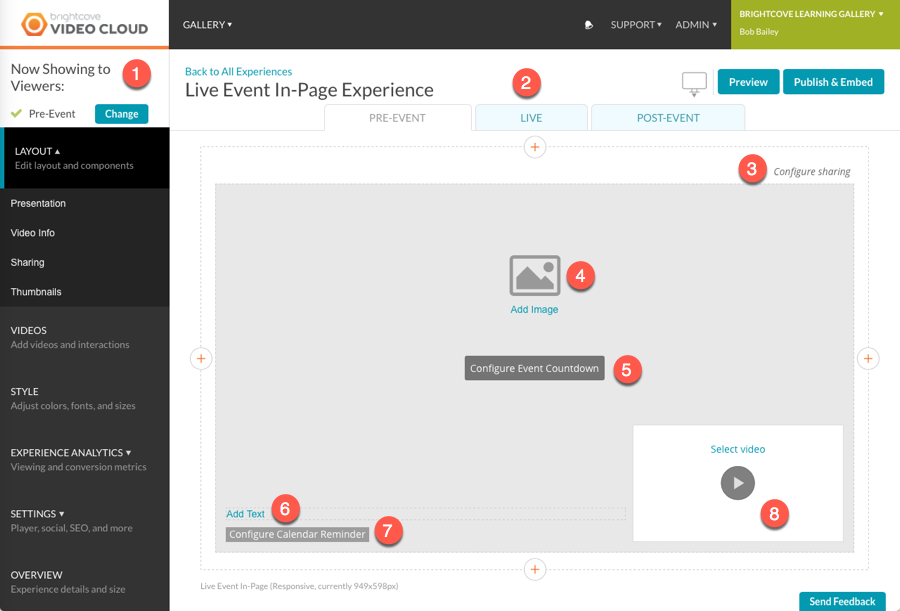 brightcove
VIDEO CLOUD
GALLERY ▾
SUPPORT ▾
ADMIN ▾
BRIGHTCOVE LEARNING GALLERY ▾
Bob Bailey
Now Showing to
Viewers:
1
Pre-Event
Change
Back to All Experiences
Live Event In-Page Experience
2
Preview
Publish & Embed
PRE-EVENT
LIVE
POST-EVENT
LAYOUT ▴
Edit layout and components
Presentation
Video Info
Sharing
Thumbnails
VIDEOS
Add videos and interactions
STYLE
Adjust colors, fonts, and sizes
EXPERIENCE ANALYTICS ▾
Viewing and conversion metrics
SETTINGS ▾
Player, social, SEO, and more
OVERVIEW
Experience details and size
+
3
Configure sharing
4
Add Image
+
Configure Event Countdown
5
+
Select video
8
Add Text
6
Configure Calendar Reminder
7
+
Live Event In-Page (Responsive, currently 949x598px)
Send Feedback